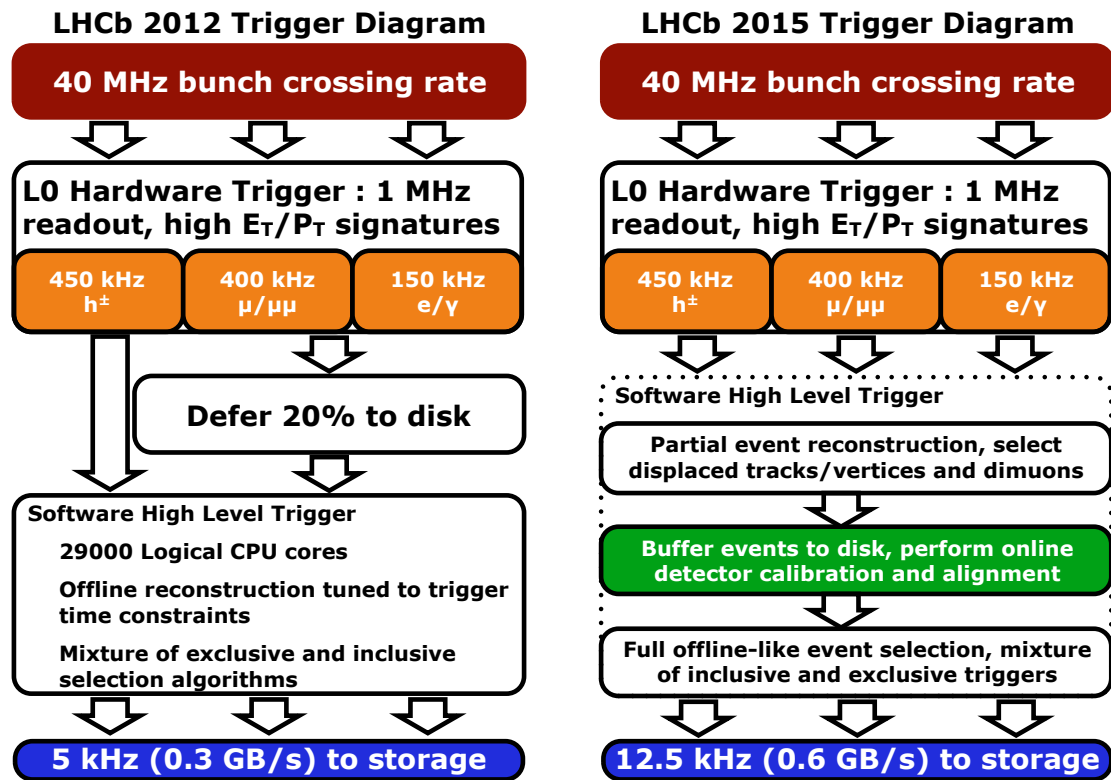 LHCb 2012 Trigger Diagram
40 MHz bunch crossing rate
L0 Hardware Trigger : 1 MHz
readout, high E_T/P_T signatures
450 kHz
h±
400 kHz
μ/μμ
150 kHz
e/γ
Defer 20% to disk
Software High Level Trigger
29000 Logical CPU cores
Offline reconstruction tuned to trigger
time constraints
Mixture of exclusive and inclusive
selection algorithms
5 kHz (0.3 GB/s) to storage
LHCb 2015 Trigger Diagram
40 MHz bunch crossing rate
L0 Hardware Trigger : 1 MHz
readout, high E_T/P_T signatures
450 kHz
h±
400 kHz
μ/μμ
150 kHz
e/γ
Software High Level Trigger
Partial event reconstruction, select
displaced tracks/vertices and dimuons
Buffer events to disk, perform online
detector calibration and alignment
Full offline-like event selection, mixture
of inclusive and exclusive triggers
12.5 kHz (0.6 GB/s) to storage